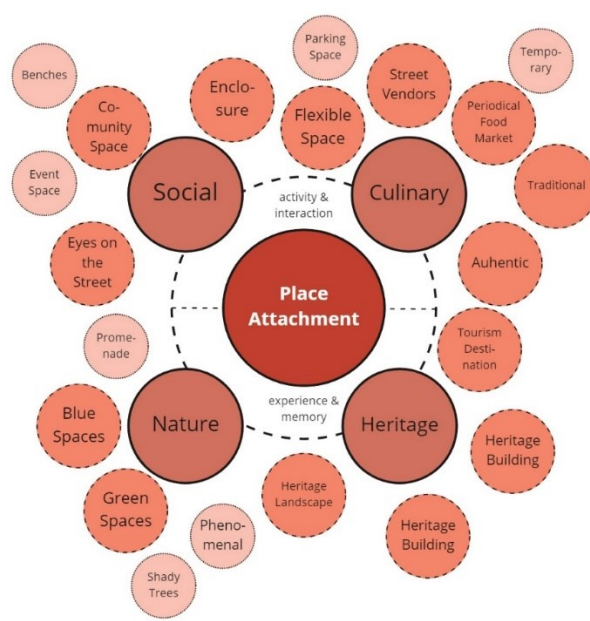 Parking
Space
Benches
Tempo-
rary
Street
Vendors
Enclo-
sure
Co-
munity
Space
Flexible
Space
Periodical
Food
Market
Event
Space
Social
Culinary
Traditional
activity &
interaction
Eyes on
the
Street
Auhentic
Place
Attachment
Prome-
nade
Tourism
Desti-
nation
experience &
memory
Blue
Spaces
Nature
Heritage
Heritage
Building
Green
Spaces
Heritage
Landscape
Pheno-
menal
Heritage
Building
Shady
Trees